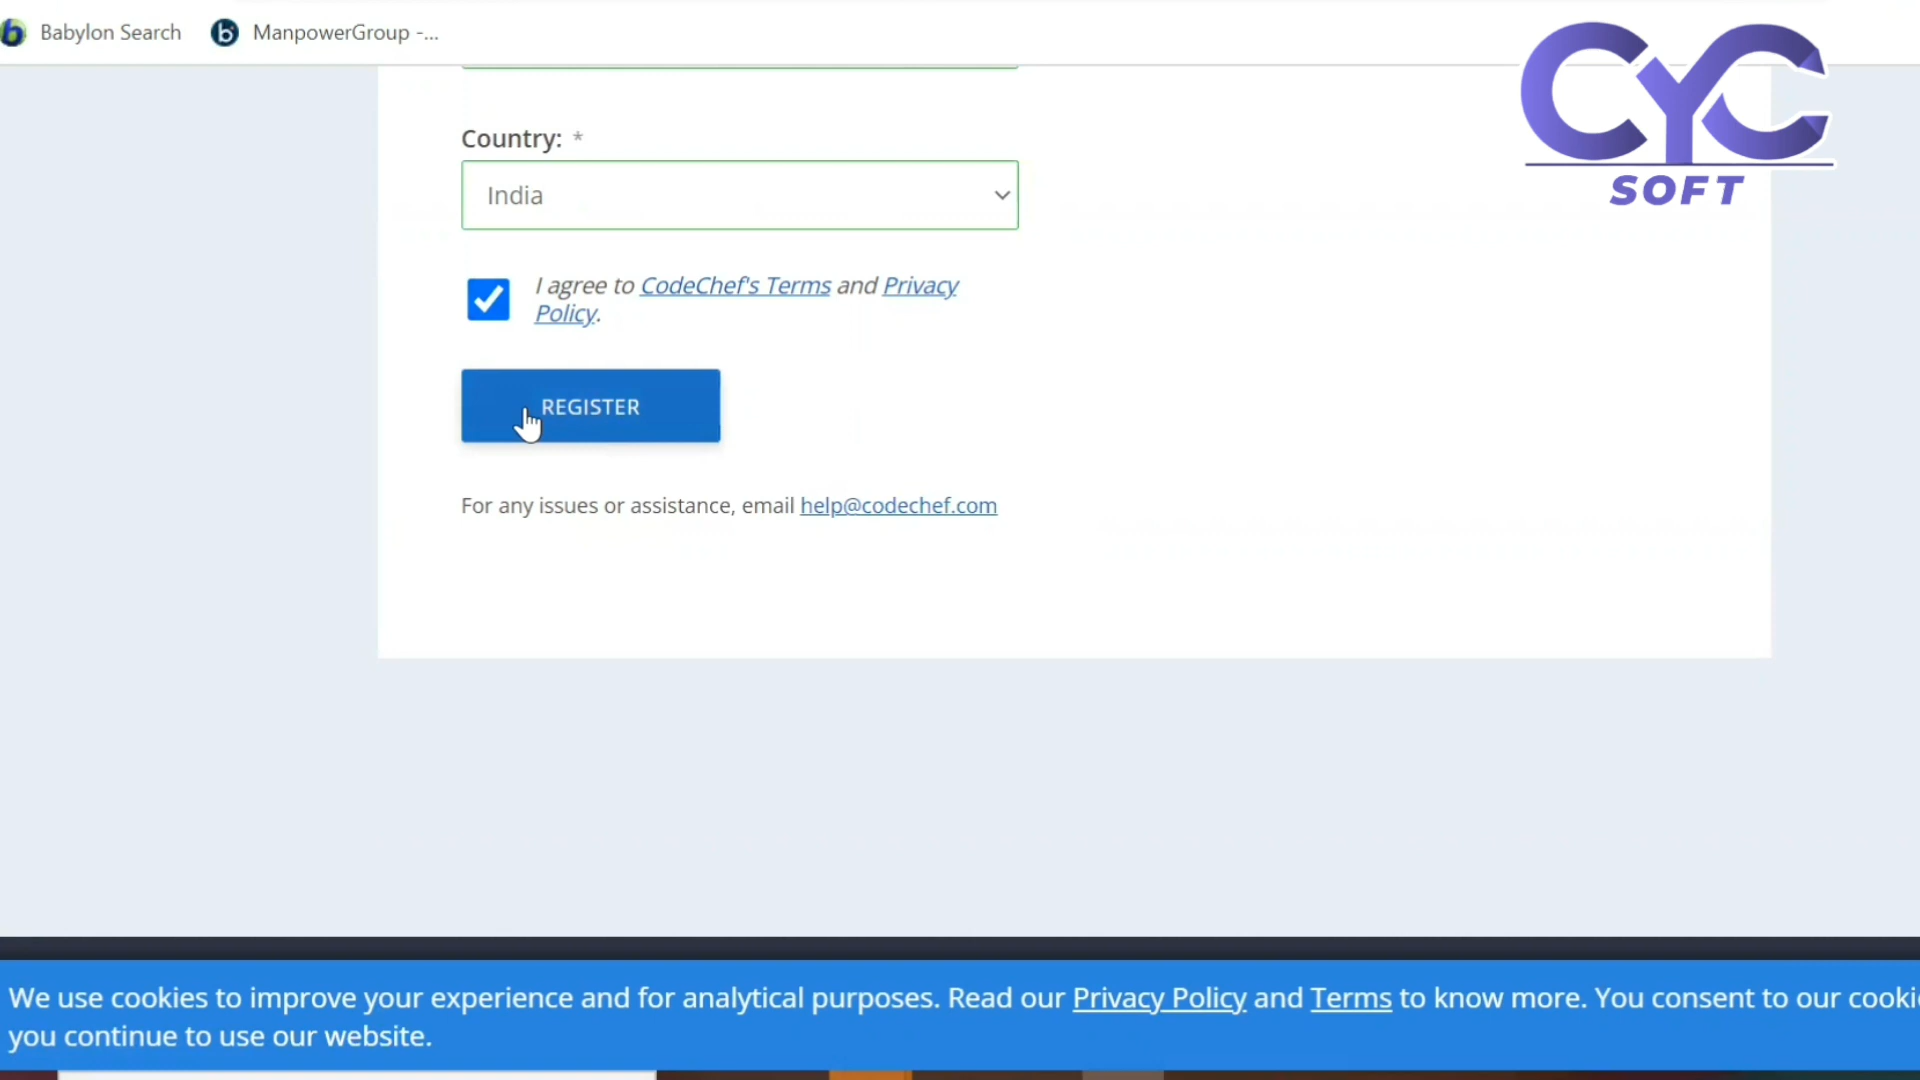 Babylon Search
ManpowerGroup -...
CYC
SOFT
Country: *
India
I agree to CodeChef's Terms and Privacy
Policy.
REGISTER
For any issues or assistance, email help@codechef.com
We use cookies to improve your experience and for analytical purposes. Read our Privacy Policy and Terms to know more. You consent to our cooki
you continue to use our website.